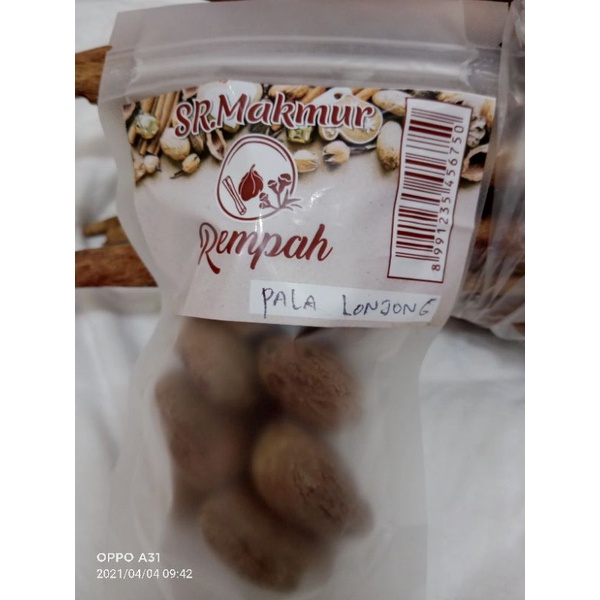 SR.Makmur
Rempah
8991235456750
PALA LONJONG
OPPO A31
2021/04/04 09:42